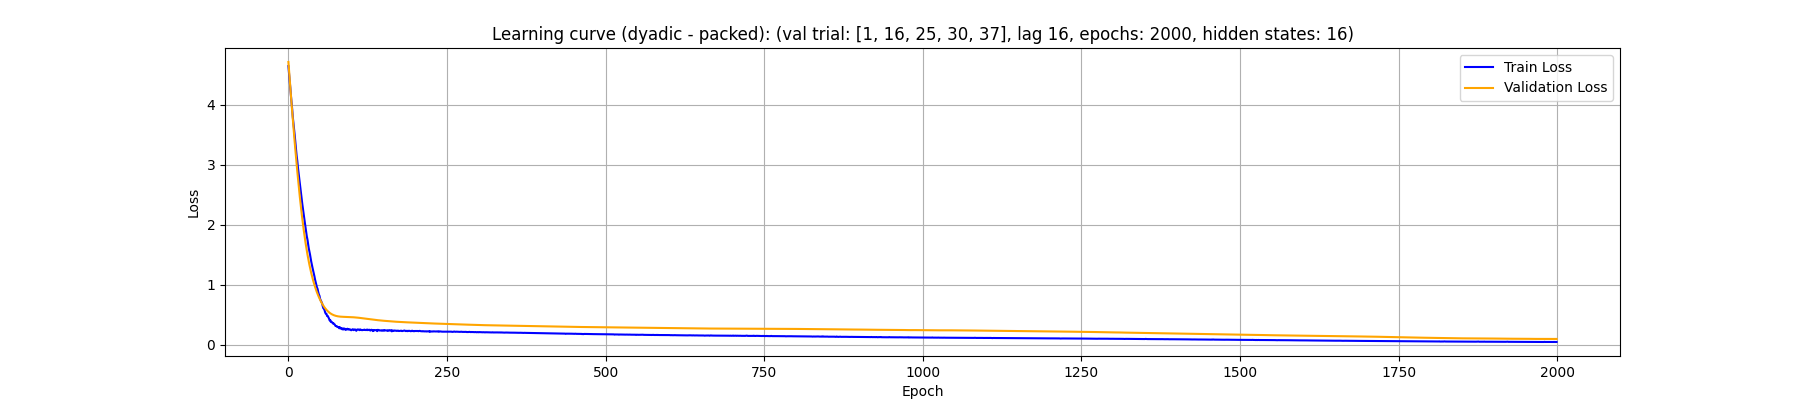 Learning curve (dyadic - packed): (val trial: [1, 16, 25, 30, 37], lag 16, epochs: 2000, hidden states: 16)
Train Loss
Validation Loss
4
3
2
1
0
Loss
0 250 500 750 1000 1250 1500 1750 2000
Epoch